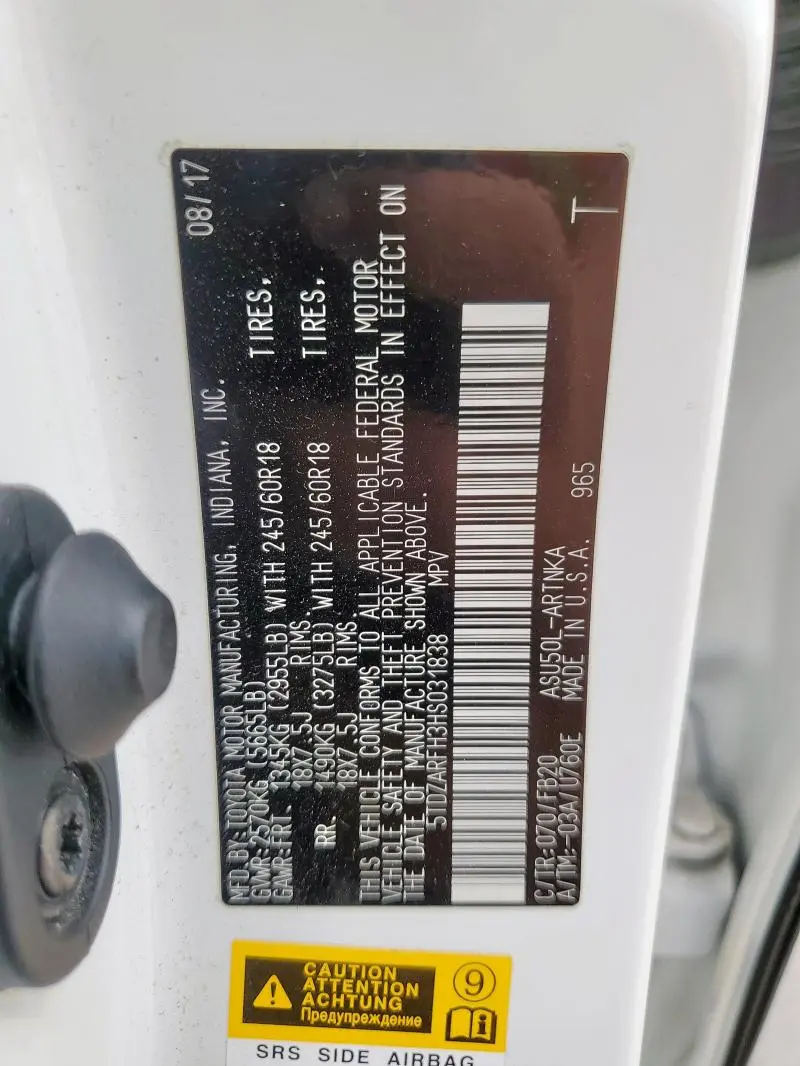 MFD. BY: TOYOTA MOTOR MANUFACTURING, INDIANA, INC. 08/17
GVWR: 2570KG (5665LB)
GAWR: FRT. 1345KG (2955LB) WITH 245/60R18 TIRES,
18X7.5J RIMS.
RR. 1490KG (3275LB) WITH 245/60R18 TIRES,
18X7.5J RIMS.
THIS VEHICLE CONFORMS TO ALL APPLICABLE FEDERAL MOTOR
VEHICLE SAFETY AND THEFT PREVENTION STANDARDS IN EFFECT ON
THE DATE OF MANUFACTURE SHOWN ABOVE.
5TDZARFH3HS031838 MPV
C/TR: 070/FB20 ASU50L-ARTNKA T
A/TM:-03A/U760E MADE IN U.S.A. 965
CAUTION
ATTENTION
ACHTUNG
Предупреждение
9
i
SRS SIDE AIRBAG